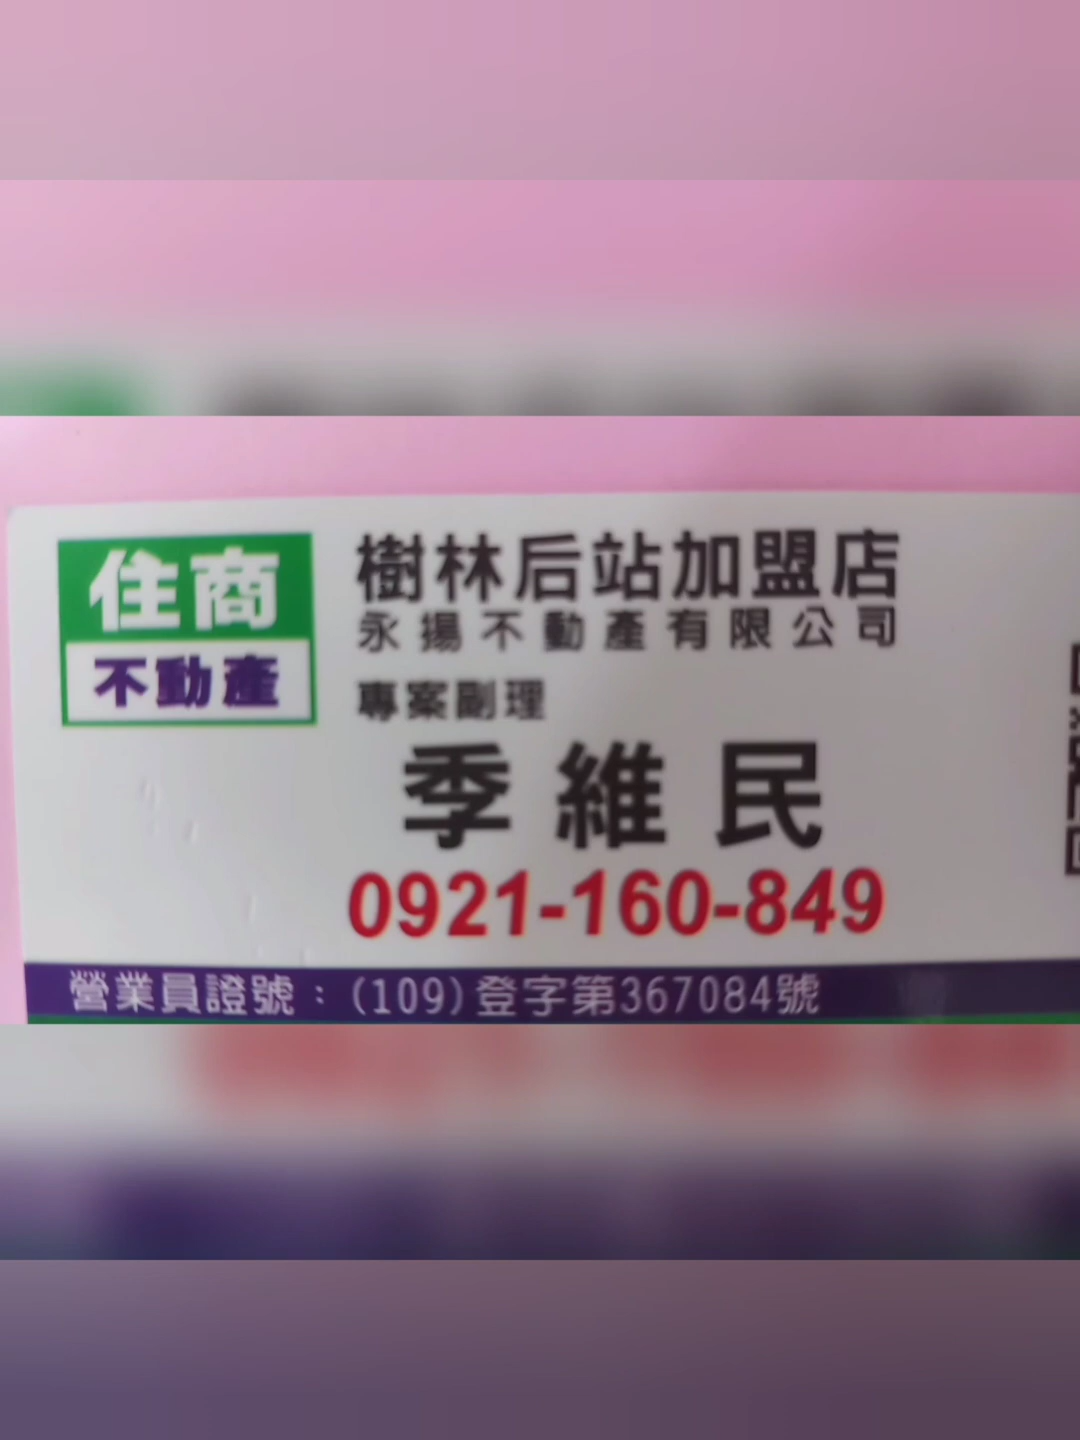 住商
不動產
樹林后站加盟店
永揚不動產有限公司
專案副理
季維民
0921-160-849
營業員證號：(109)登字第367084號